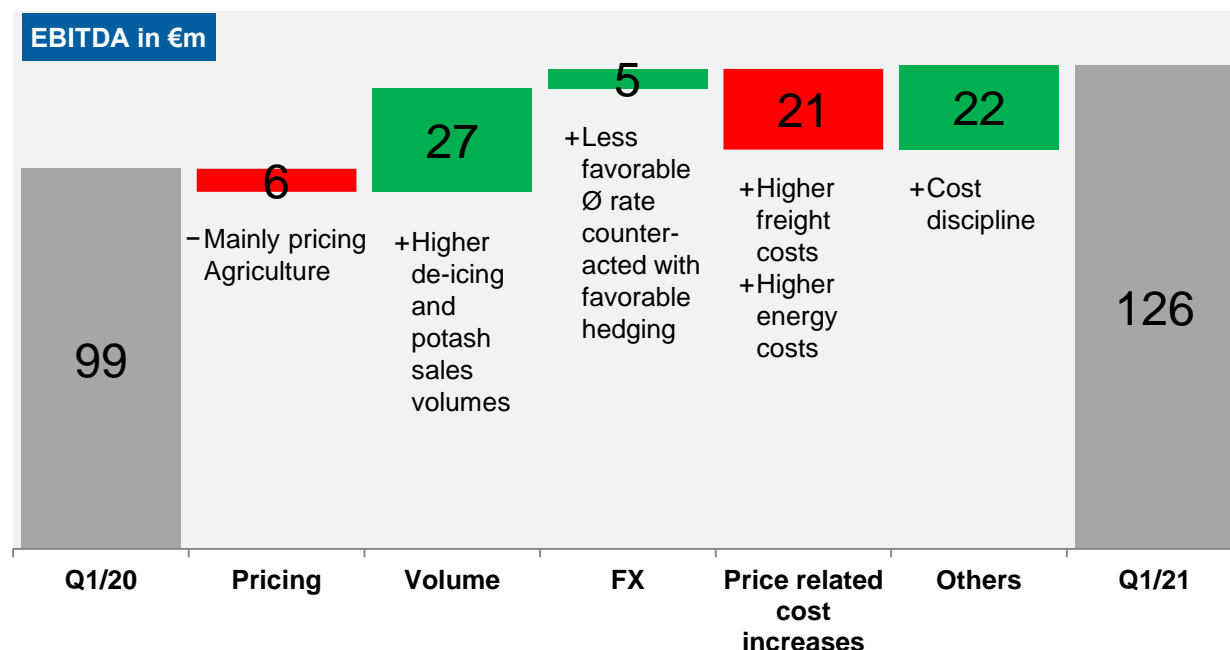 EBITDA in €m
99
6
−Mainly pricing
Agriculture
27
+Higher
de-icing
and
potash
sales
volumes
5
+Less
favorable
Ø rate
counter-
acted with
favorable
hedging
21
+Higher
freight
costs
+Higher
energy
costs
22
+Cost
discipline
126
Q1/20
Pricing
Volume
FX
Price related
cost
increases
Others
Q1/21